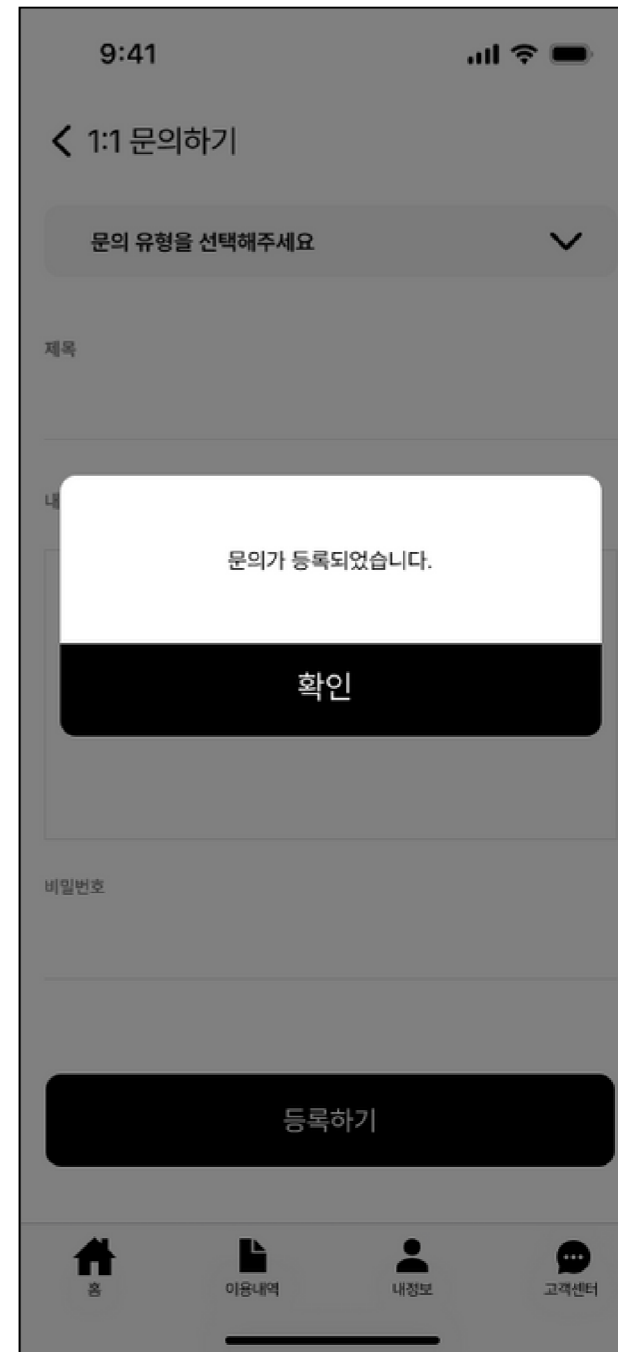 9:41
1:1 문의하기
문의 유형을 선택해주세요
제목
내
문의가 등록되었습니다.
확인
비밀번호
등록하기
홈
이용내역
내정보
고객센터